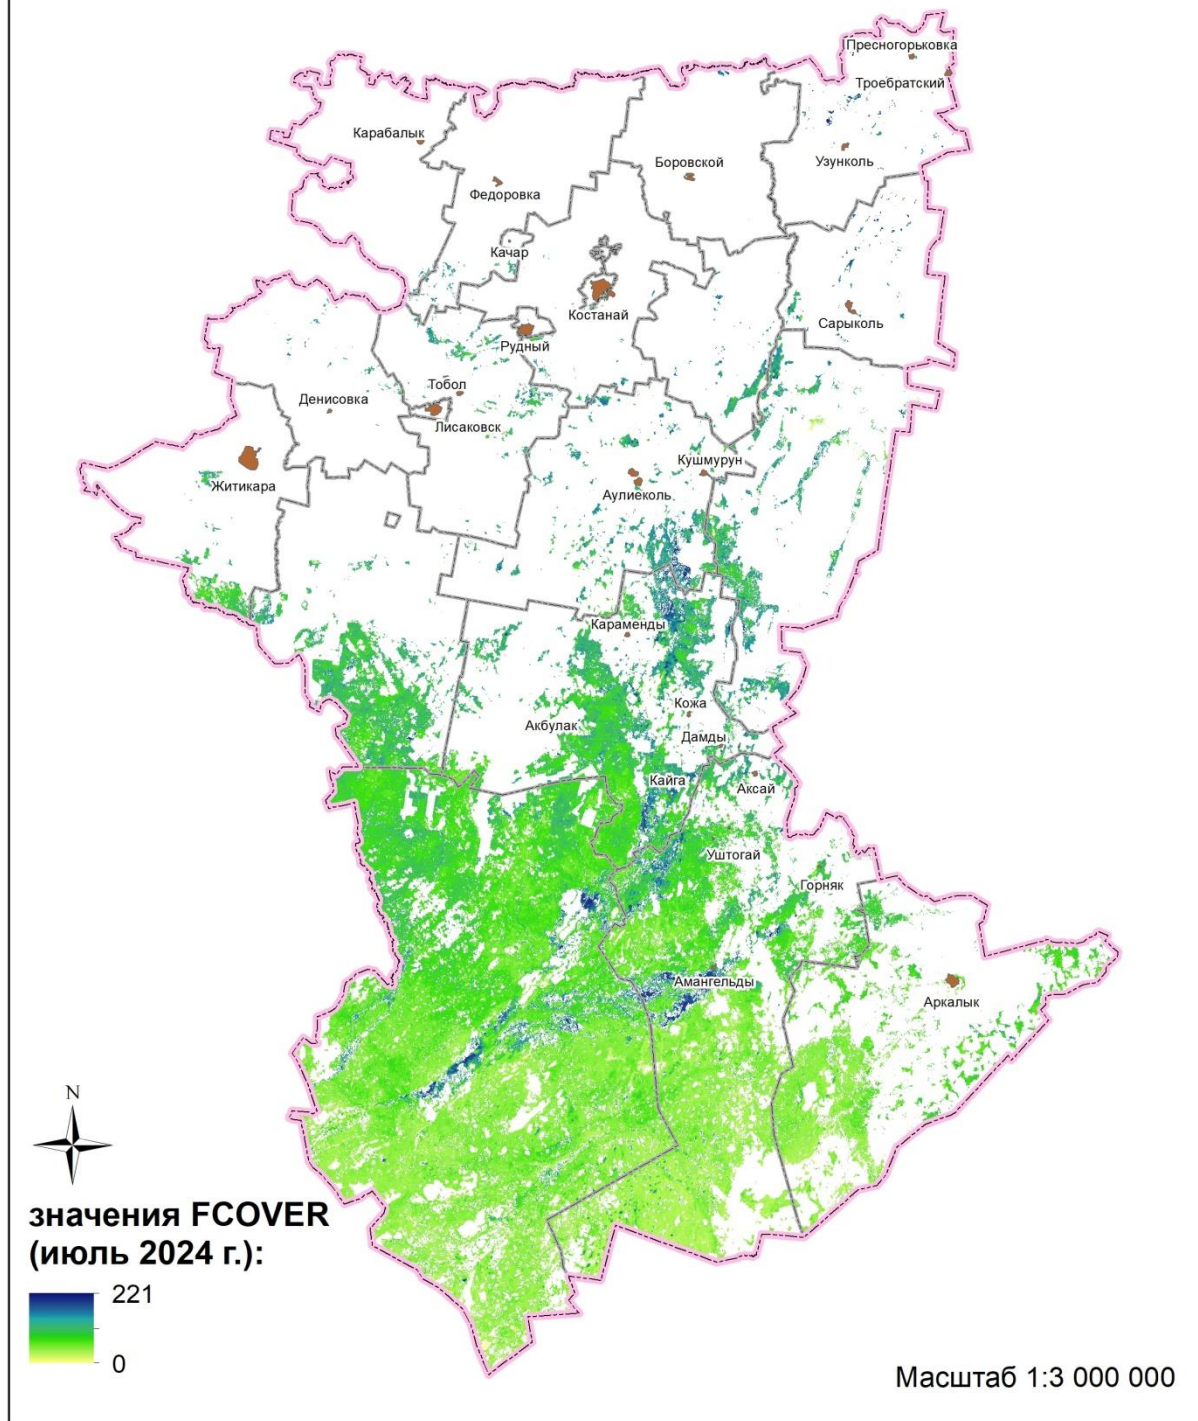 Пресногорьковка
Троебратский
Карабалык
Боровской
Узунколь
Федоровка
Качар
Костанай
Сарыколь
Рудный
Тобол
Денисовка
Лисаковск
Кушмурун
Житикара
Аулиеколь
Караменды
Кожа
Акбулак
Дамды
Кайга
Аксай
Уштогай
Горняк
Амангельды
Аркалык
N
значения FCOVER
(июль 2024 г.):
221
0
Масштаб 1:3 000 000